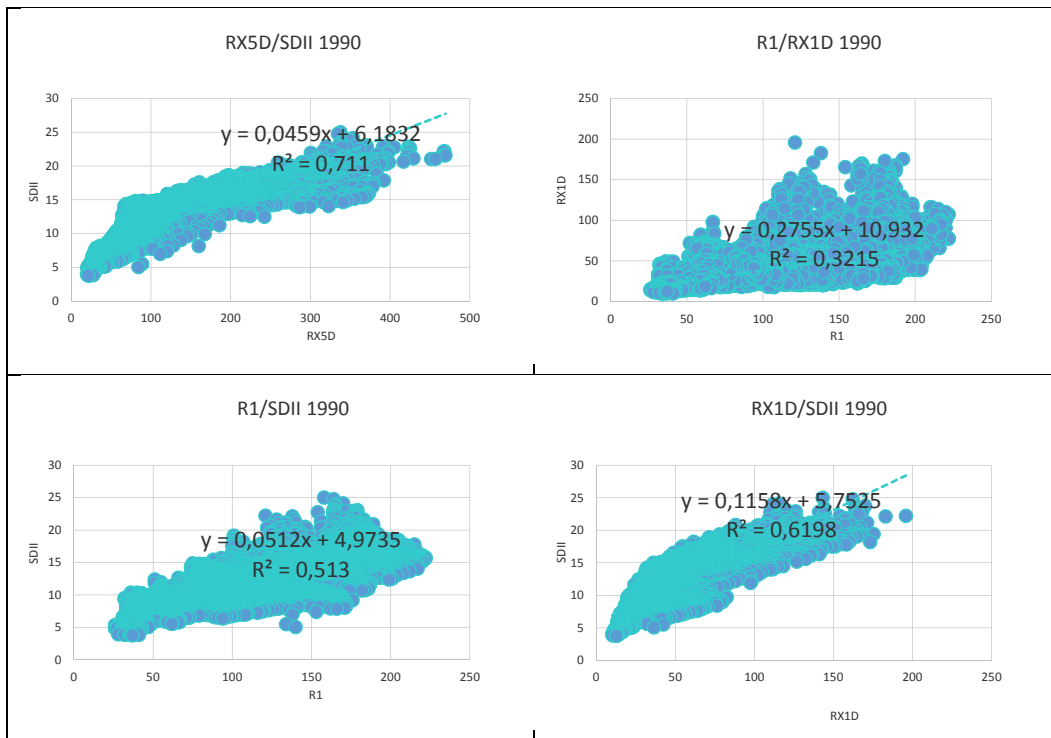 RX5D/SDII 1990
30
25
20
15
10
5
0
SDII
y = 0,0459x + 6,1832
R² = 0,711
0 100 200 300 400 500
RX5D
R1/RX1D 1990
250
200
150
100
50
0
RX1D
y = 0,2755x + 10,932
R² = 0,3215
0 50 100 150 200 250
R1
R1/SDII 1990
30
25
20
15
10
5
0
SDII
y = 0,0512x + 4,9735
R² = 0,513
0 50 100 150 200 250
R1
RX1D/SDII 1990
30
25
20
15
10
5
0
SDII
y = 0,1158x + 5,7525
R² = 0,6198
0 50 100 150 200 250
RX1D